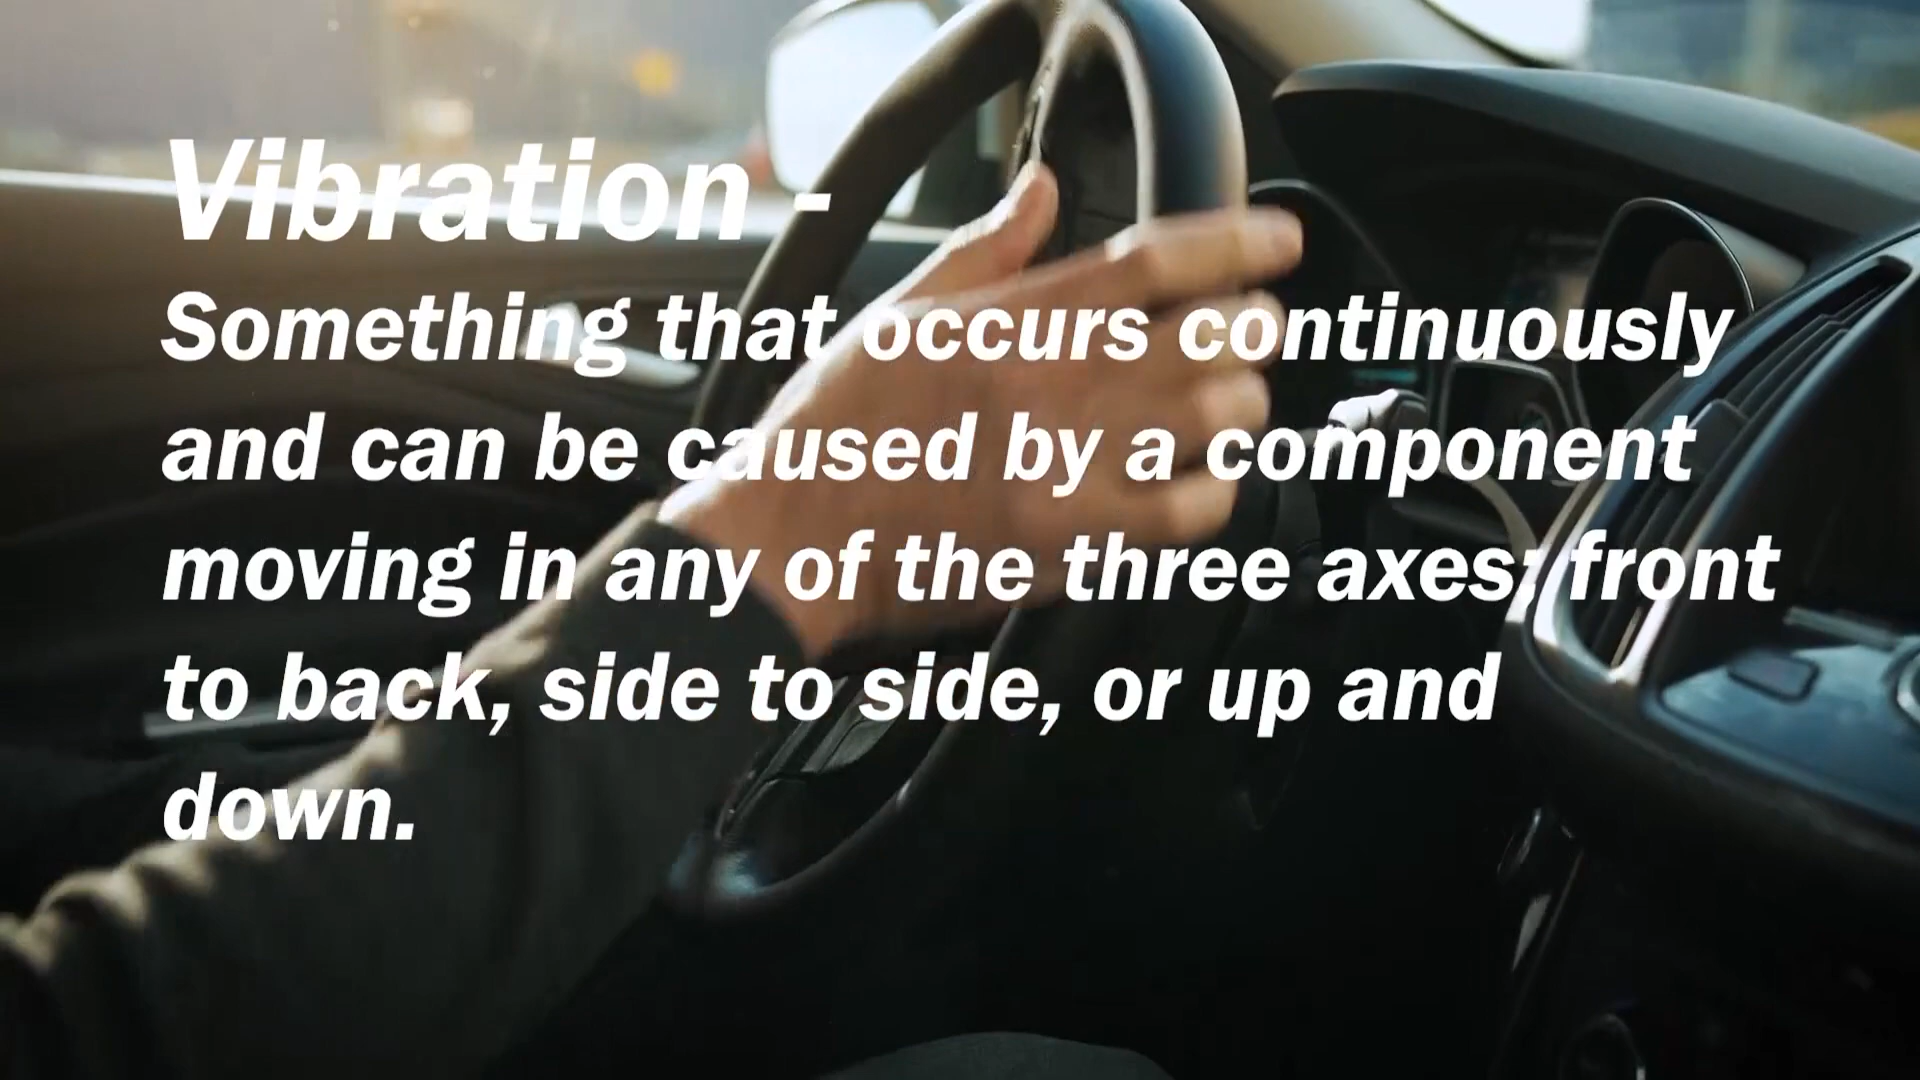 Vibration -
Something that occurs continuously
and can be caused by a component
moving in any of the three axes; front
to back, side to side, or up and
down.